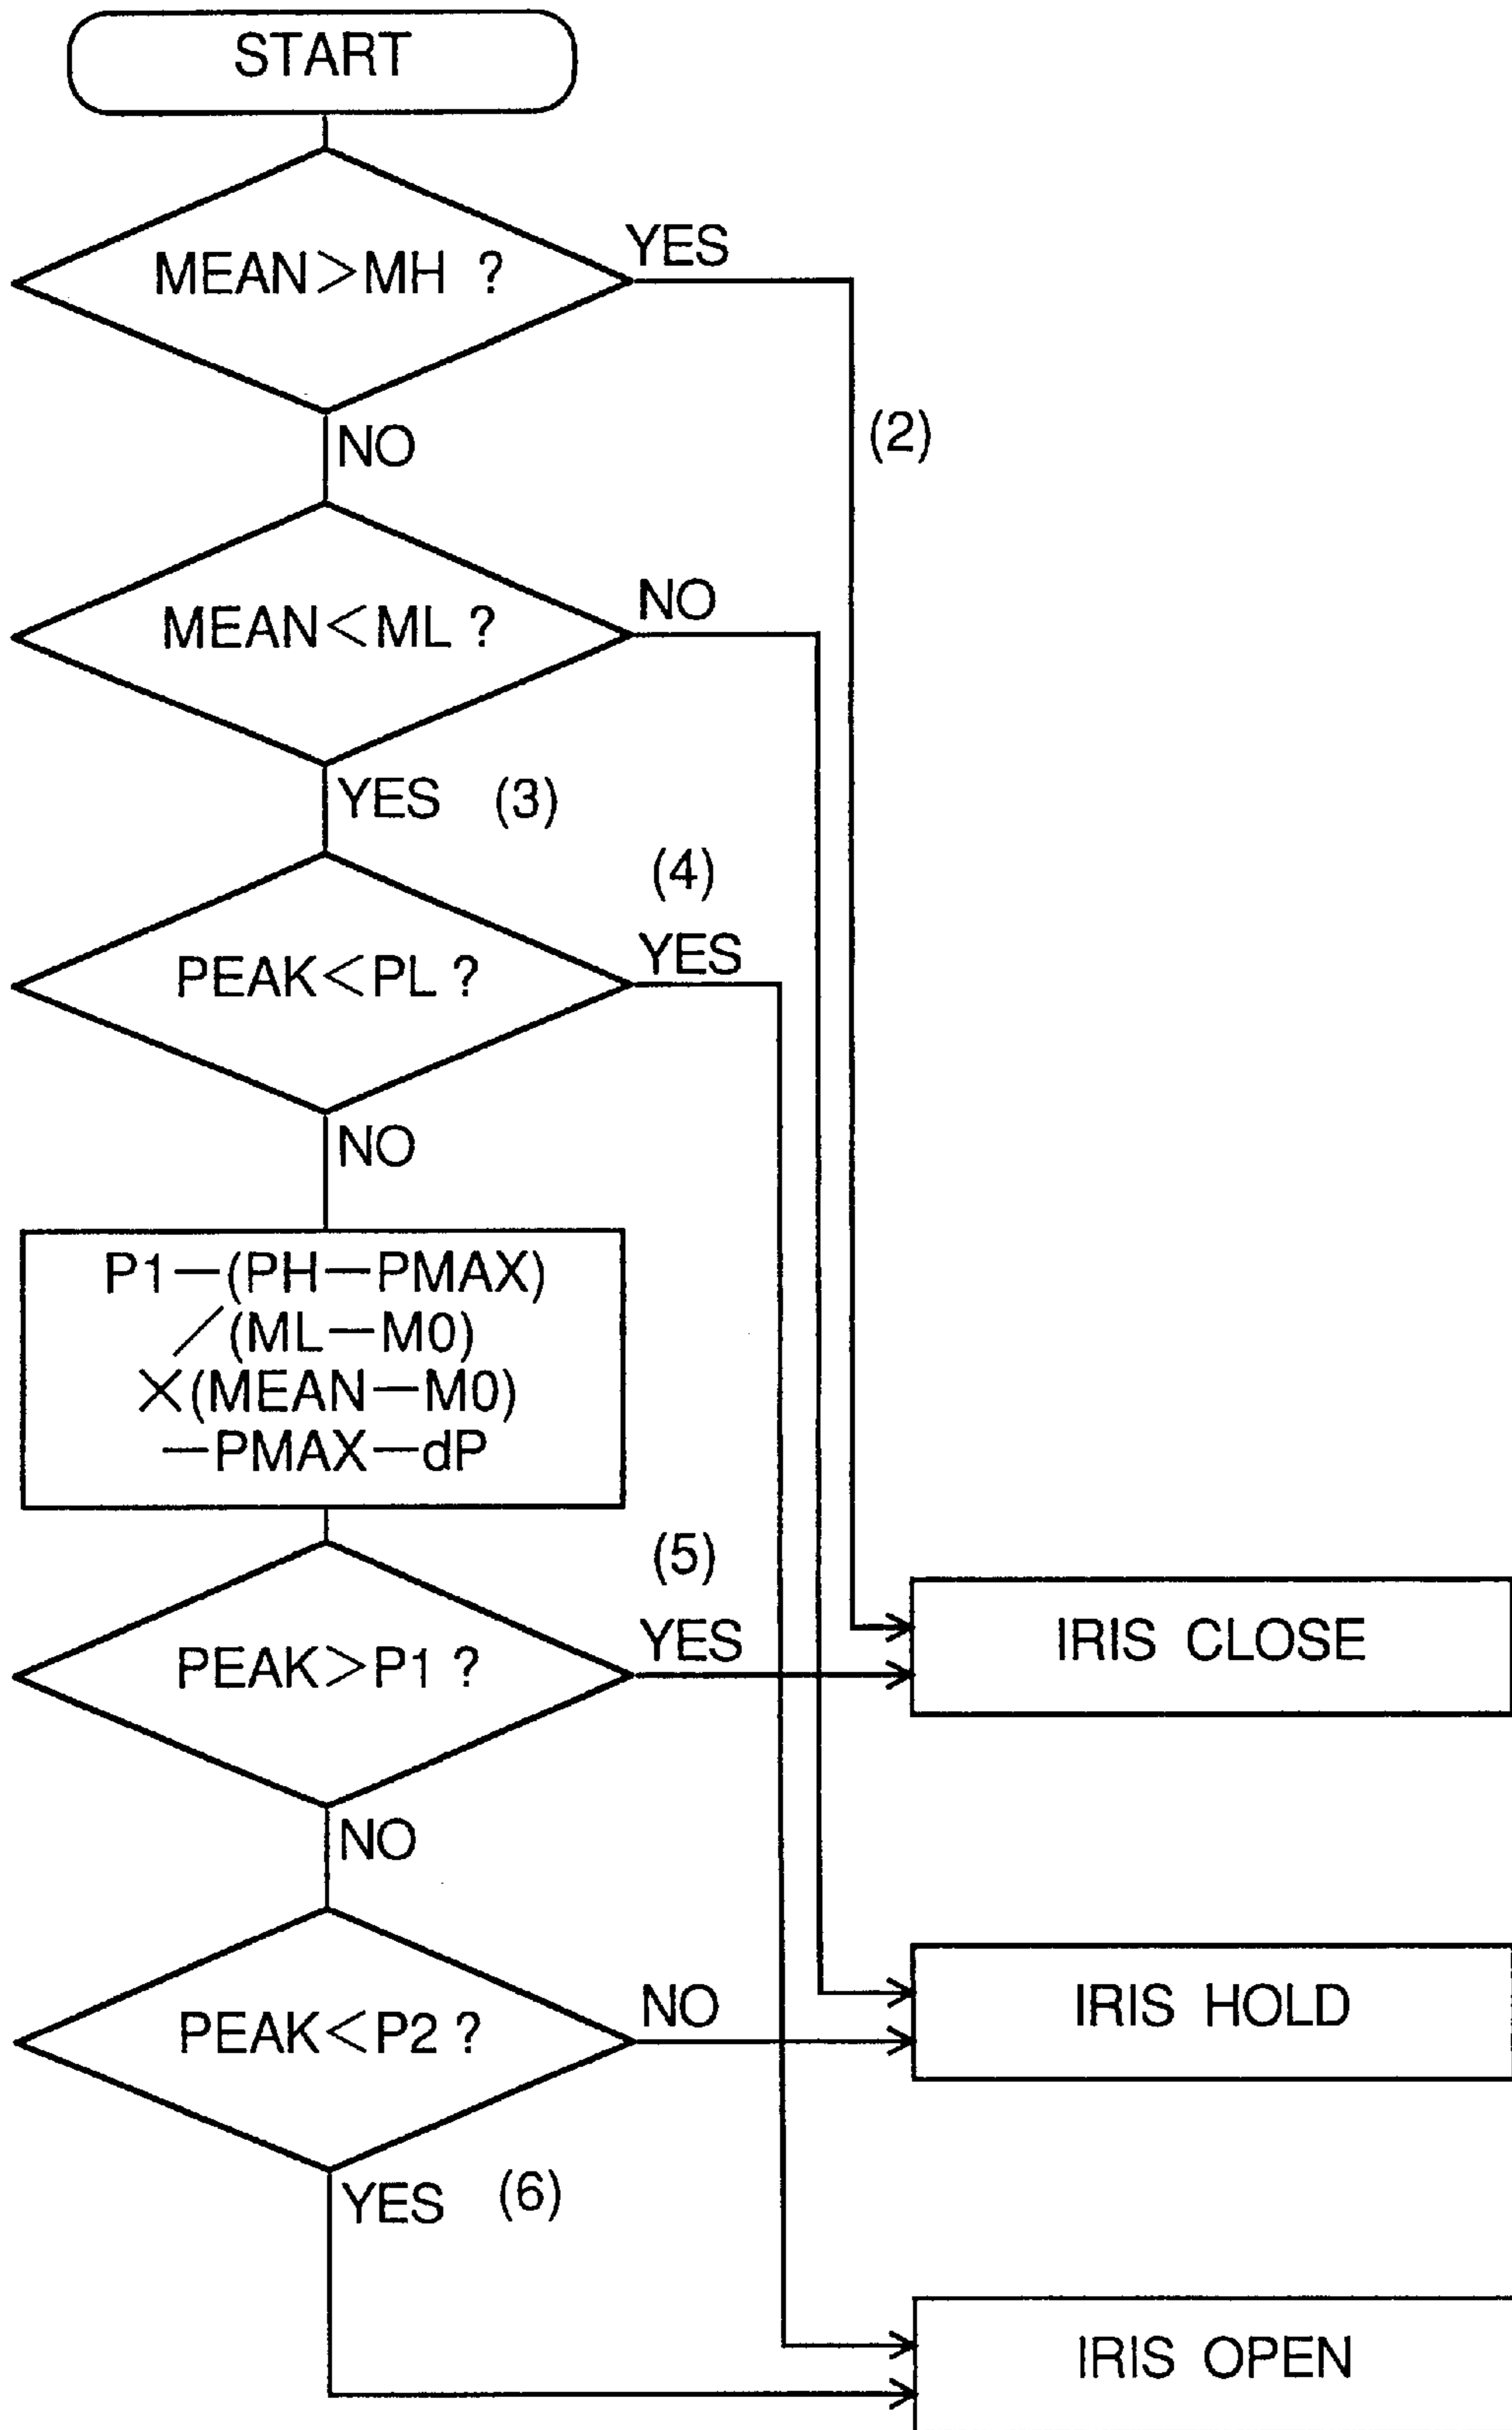 START
MEAN>MH ?
YES
(2)
NO
MEAN<ML ?
NO
YES (3)
(4)
PEAK<PL ?
YES
NO
P1—(PH—PMAX)
／(ML—M0)
×(MEAN—M0)
—PMAX—dP
(5)
PEAK>P1 ?
YES
IRIS CLOSE
NO
PEAK<P2 ?
NO
IRIS HOLD
YES (6)
IRIS OPEN